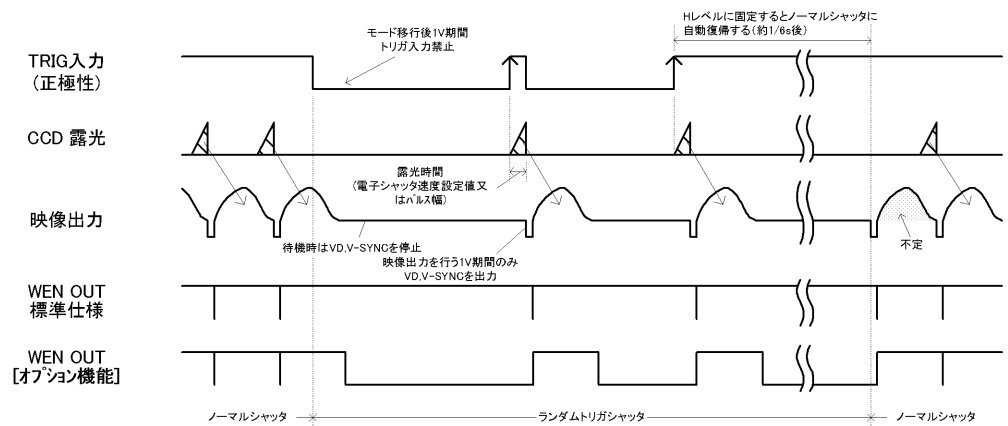 Hレベルに固定するとノーマルシャッタに
自動復帰する(約1/6s後)
モード移行後1V期間
トリガ入力禁止
TRIG入力
(正極性)
CCD 露光
露光時間
(電子シャッタ速度設定値又
はパルス幅)
映像出力
待機時はVD,V-SYNCを停止
映像出力を行う1V期間のみ
VD,V-SYNCを出力
不定
WEN OUT
標準仕様
WEN OUT
[オプション機能]
ノーマルシャッタ
ランダムトリガシャッタ
ノーマルシャッタ